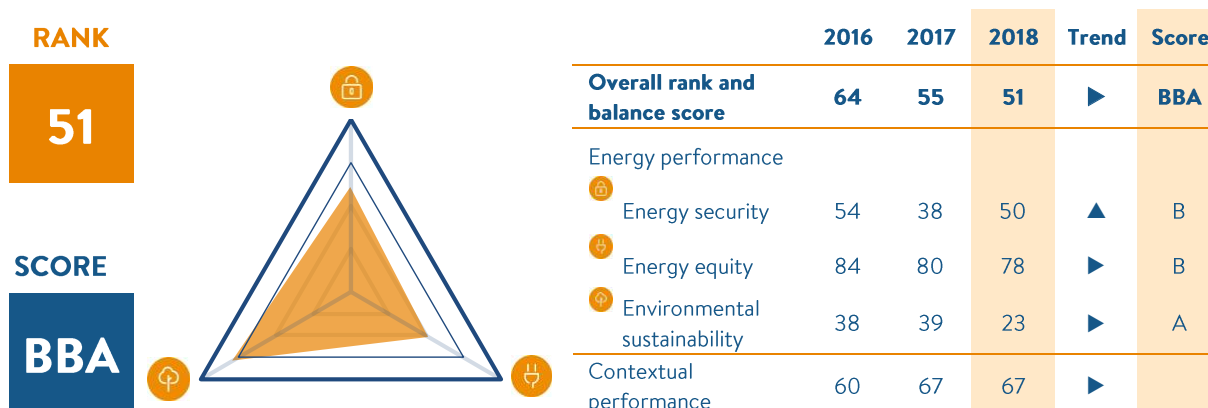 RANK
51
SCORE
BBA
2016 2017 2018 Trend Score
Overall rank and
balance score 64 55 51 BBA
Energy performance
Energy security 54 38 50 B
Energy equity 84 80 78 B
Environmental
sustainability 38 39 23 A
Contextual
performance 60 67 67